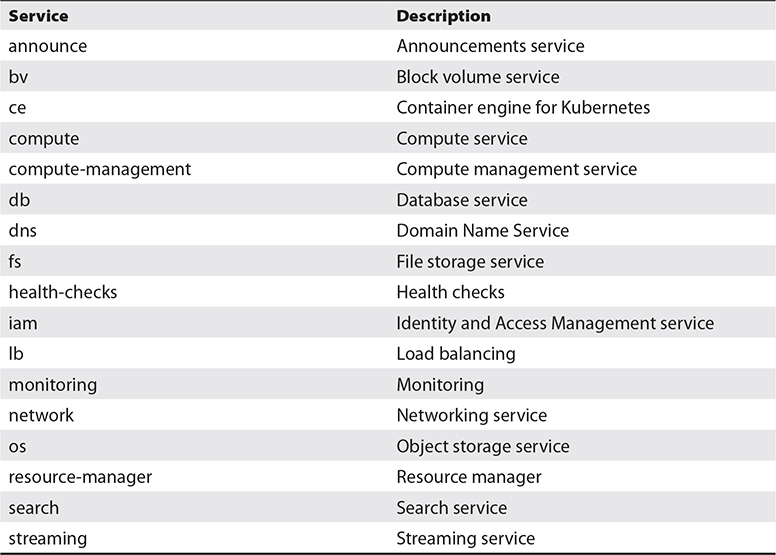 Service Description
announce Announcements service
bv Block volume service
ce Container engine for Kubernetes
compute Compute service
compute-management Compute management service
db Database service
dns Domain Name Service
fs File storage service
health-checks Health checks
iam Identity and Access Management service
lb Load balancing
monitoring Monitoring
network Networking service
os Object storage service
resource-manager Resource manager
search Search service
streaming Streaming service